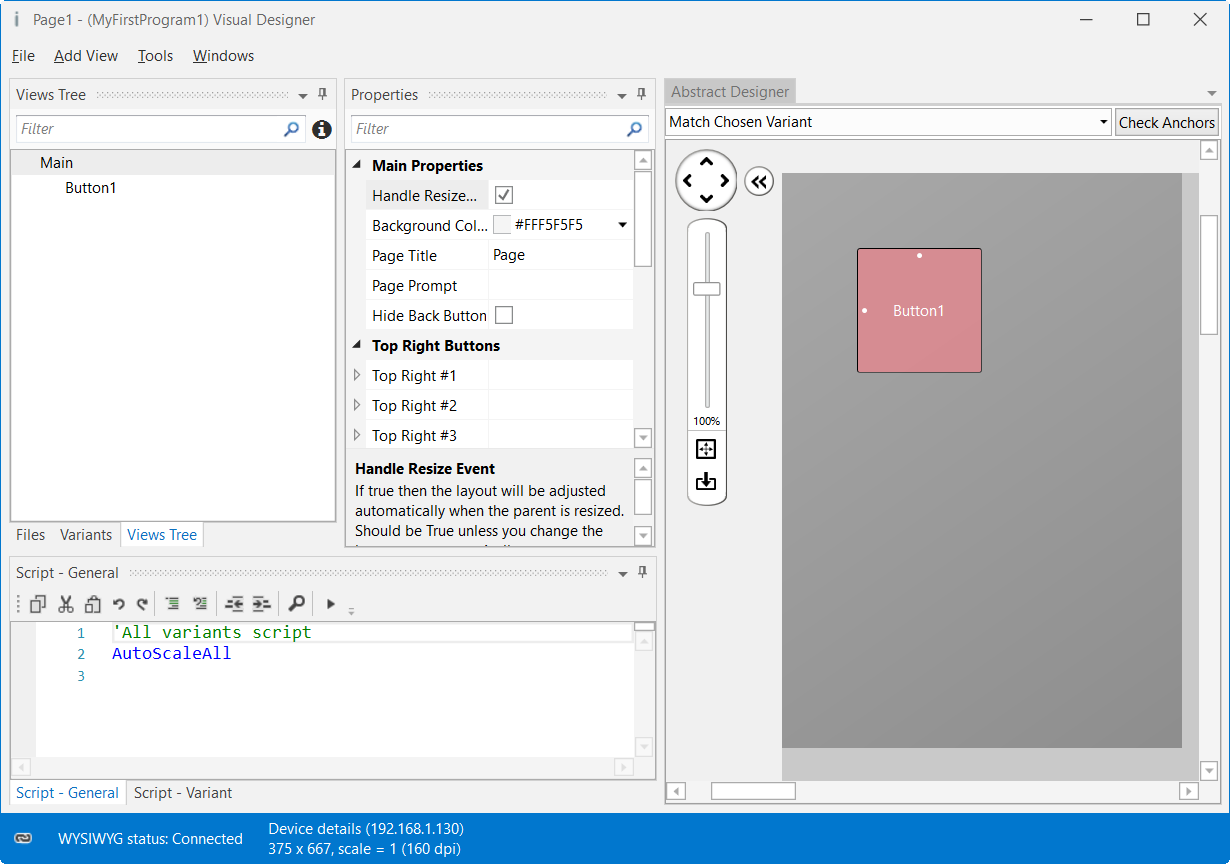 Page1 - (MyFirstProgram1) Visual Designer
File Add View Tools Windows
Views Tree
Filter
Main
Button1
Files Variants Views Tree
Properties
Filter
Main Properties
Handle Resize...
Background Col... #FFF5F5F5
Page Title Page
Page Prompt
Hide Back Button
Top Right Buttons
Top Right #1
Top Right #2
Top Right #3
Handle Resize Event
If true then the layout will be adjusted
automatically when the parent is resized.
Should be True unless you change the
Abstract Designer
Match Chosen Variant Check Anchors
100%
Button1
Script - General
1 'All variants script
2 AutoScaleAll
3
Script - General Script - Variant
WYSIWYG status: Connected
Device details (192.168.1.130)
375 x 667, scale = 1 (160 dpi)